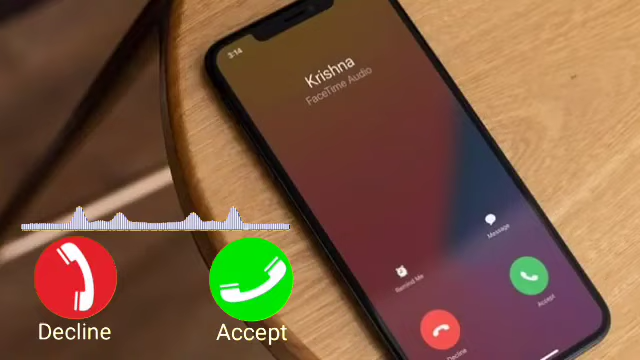 3:14
Krishna
FaceTime Audio
Message
Remind Me
Accept
Decline
Decline
Accept